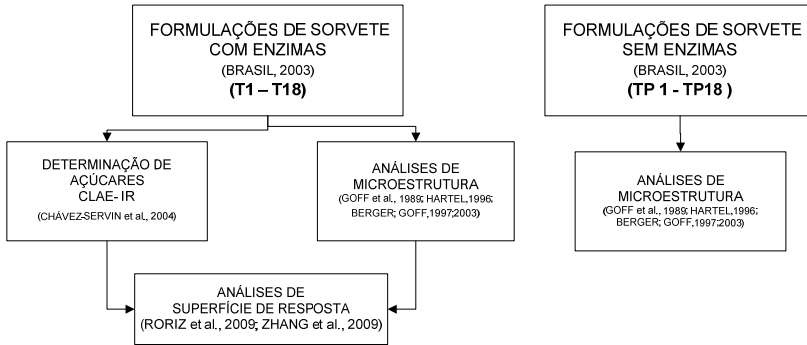 FORMULAÇÕES DE SORVETE
COM ENZIMAS
(BRASIL, 2003)
(T1 – T18)
FORMULAÇÕES DE SORVETE
SEM ENZIMAS
(BRASIL, 2003)
(TP 1 - TP18 )
DETERMINAÇÃO DE
AÇÚCARES
CLAE- IR
(CHÁVEZ-SERVIN et al., 2004)
ANÁLISES DE
MICROESTRUTURA
(GOFF et al., 1989; HARTEL,1996;
BERGER; GOFF,1997;2003)
ANÁLISES DE
MICROESTRUTURA
(GOFF et al., 1989; HARTEL,1996;
BERGER; GOFF,1997;2003)
ANÁLISES DE
SUPERFÍCIE DE RESPOSTA
(RORIZ et al., 2009; ZHANG et al., 2009)